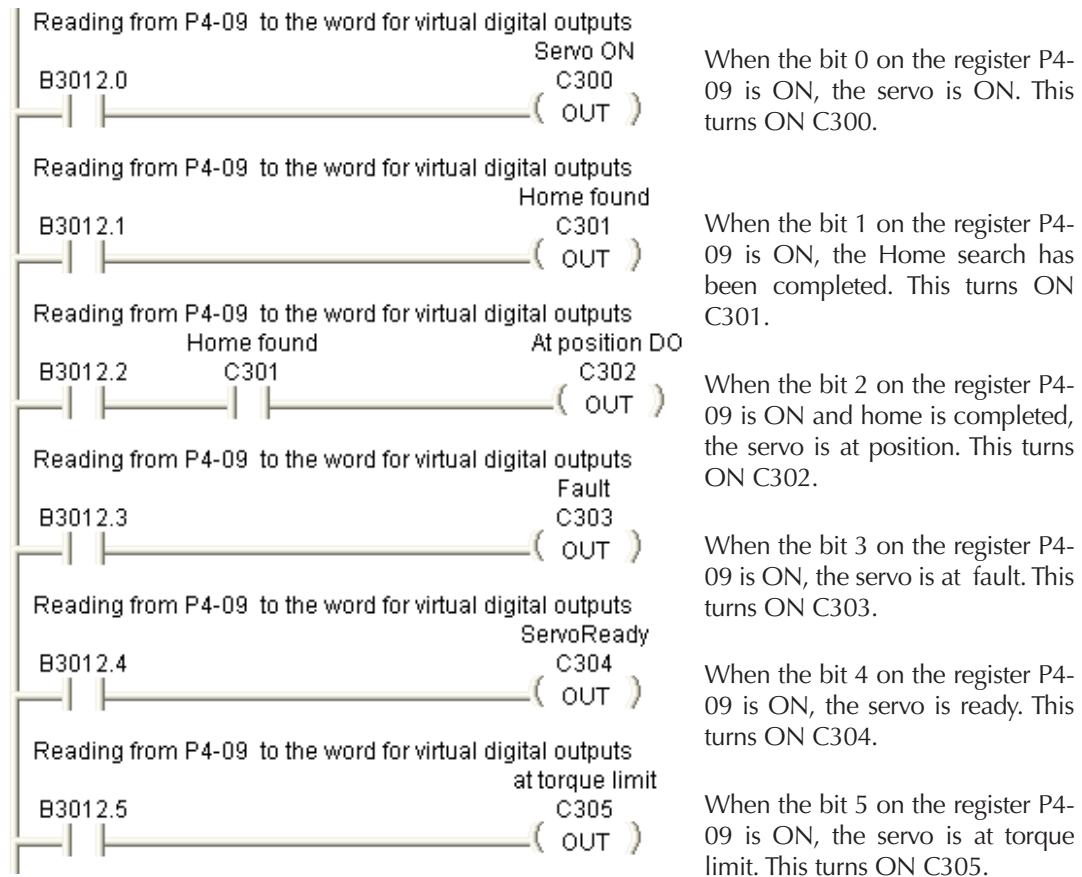 Reading from P4-09 to the word for virtual digital outputs
Servo ON
B3012.0 C300
( OUT )
When the bit 0 on the register P4-
09 is ON, the servo is ON. This
turns ON C300.
Reading from P4-09 to the word for virtual digital outputs
Home found
B3012.1 C301
( OUT )
When the bit 1 on the register P4-
09 is ON, the Home search has
been completed. This turns ON
C301.
Reading from P4-09 to the word for virtual digital outputs
Home found At position DO
B3012.2 C301 C302
( OUT )
When the bit 2 on the register P4-
09 is ON and home is completed,
the servo is at position. This turns
ON C302.
Reading from P4-09 to the word for virtual digital outputs
Fault
B3012.3 C303
( OUT )
When the bit 3 on the register P4-
09 is ON, the servo is at fault. This
turns ON C303.
Reading from P4-09 to the word for virtual digital outputs
ServoReady
B3012.4 C304
( OUT )
When the bit 4 on the register P4-
09 is ON, the servo is ready. This
turns ON C304.
Reading from P4-09 to the word for virtual digital outputs
at torque limit
B3012.5 C305
( OUT )
When the bit 5 on the register P4-
09 is ON, the servo is at torque
limit. This turns ON C305.